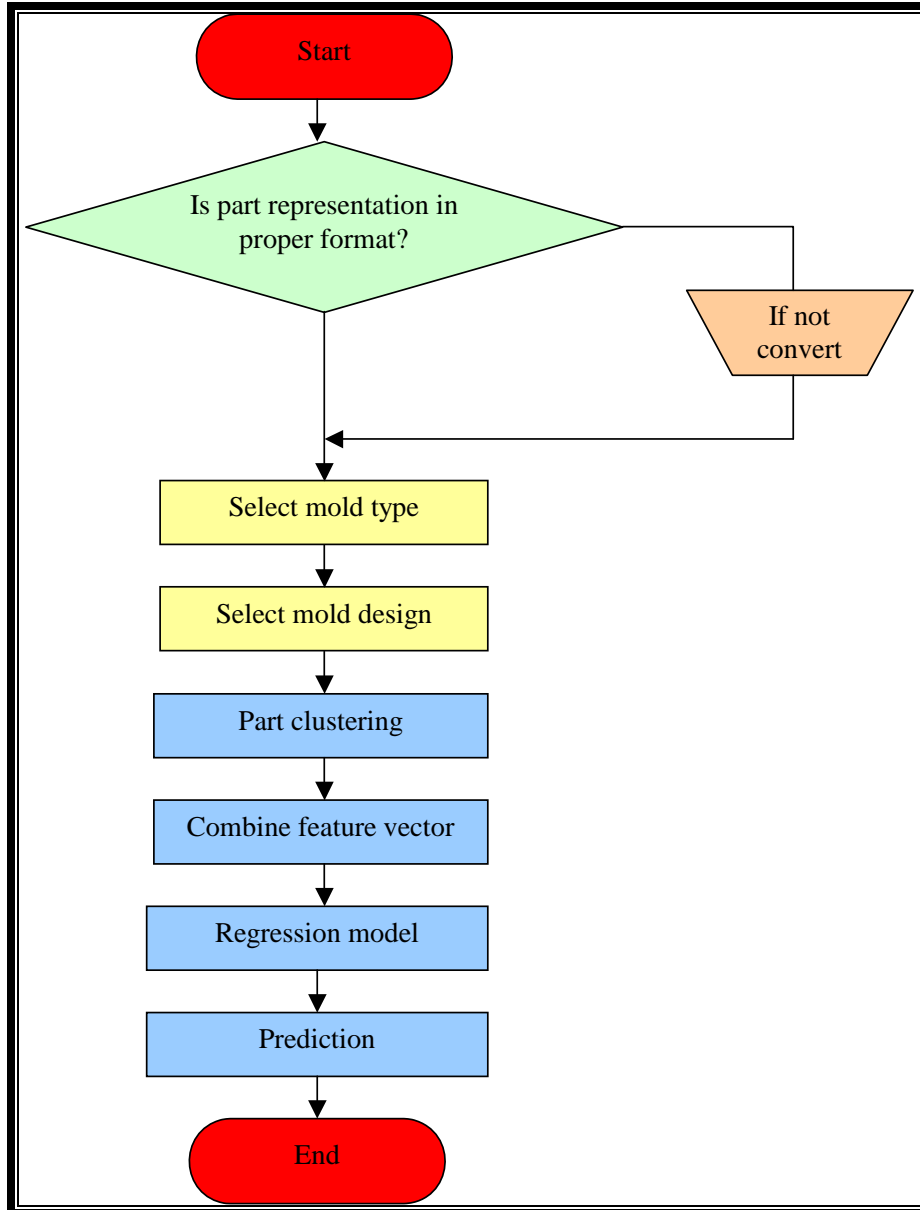 Start
Is part representation in
proper format?
If not
convert
Select mold type
Select mold design
Part clustering
Combine feature vector
Regression model
Prediction
End